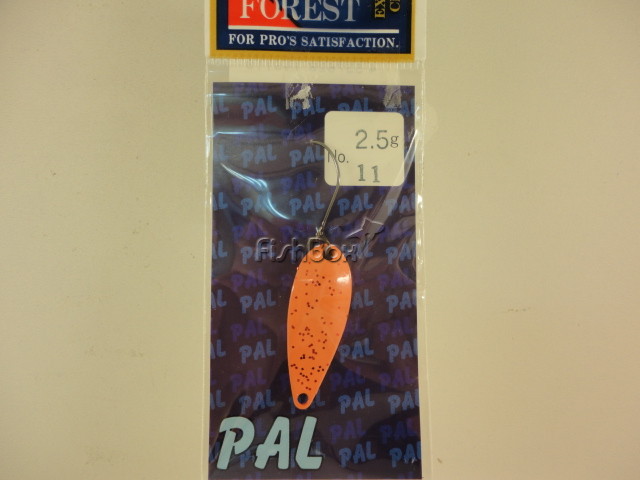 FOREST
FOR PRO'S SATISFACTION.
2.5g
No.
11
FishBox
PAL